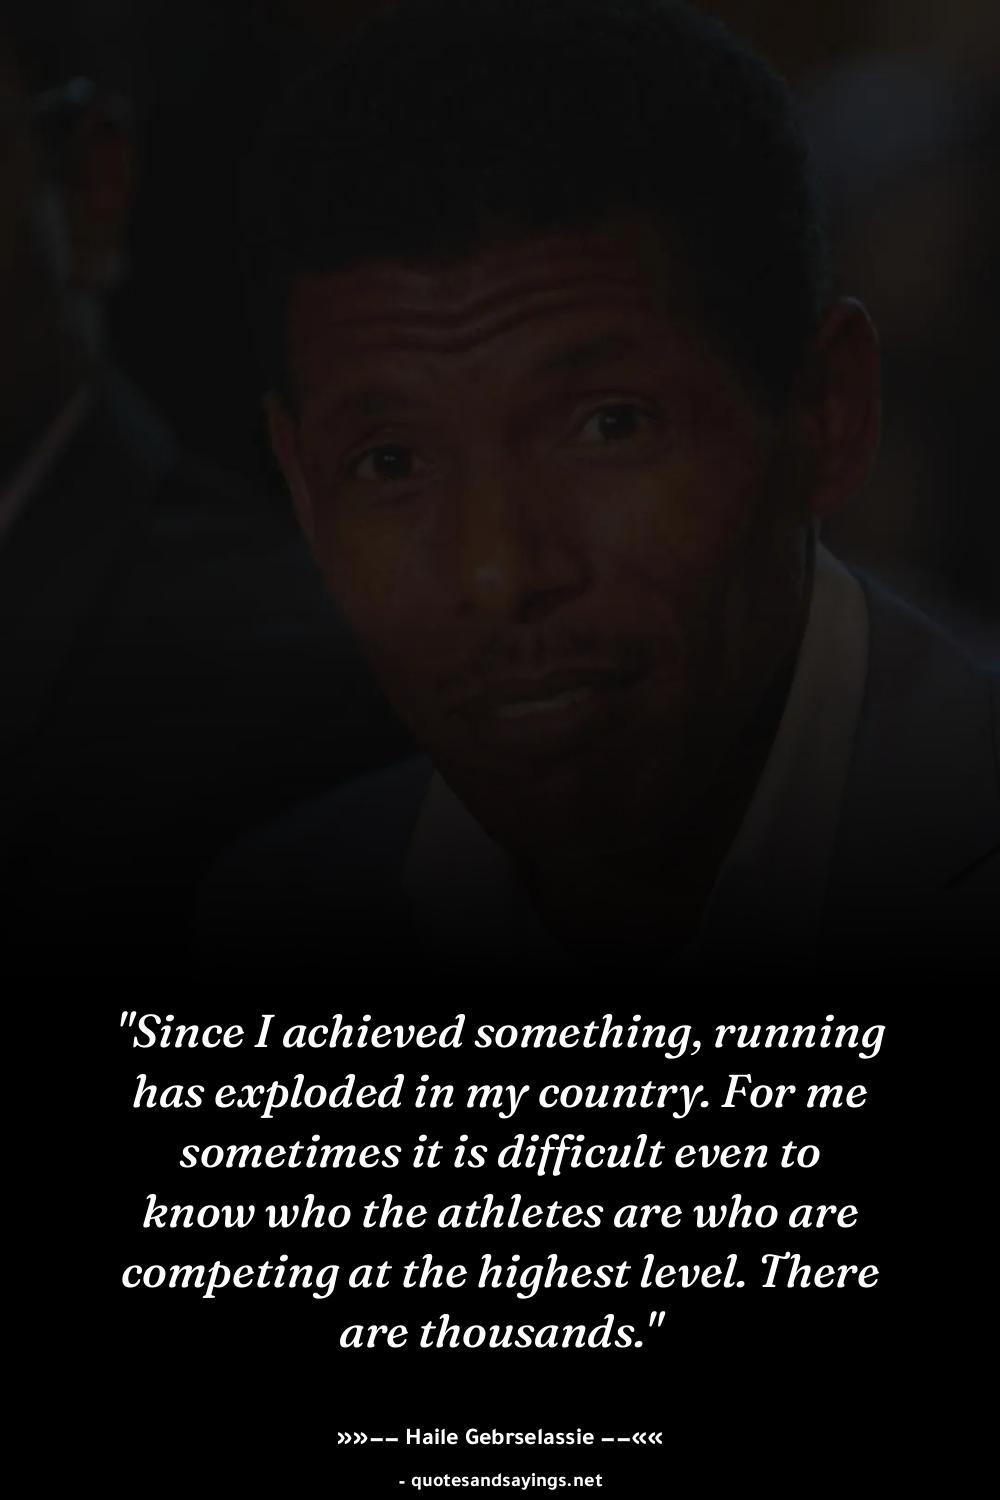 "Since I achieved something, running
has exploded in my country. For me
sometimes it is difficult even to
know who the athletes are who are
competing at the highest level. There
are thousands."
»»−− Haile Gebrselassie −−««
- quotesandsayings.net